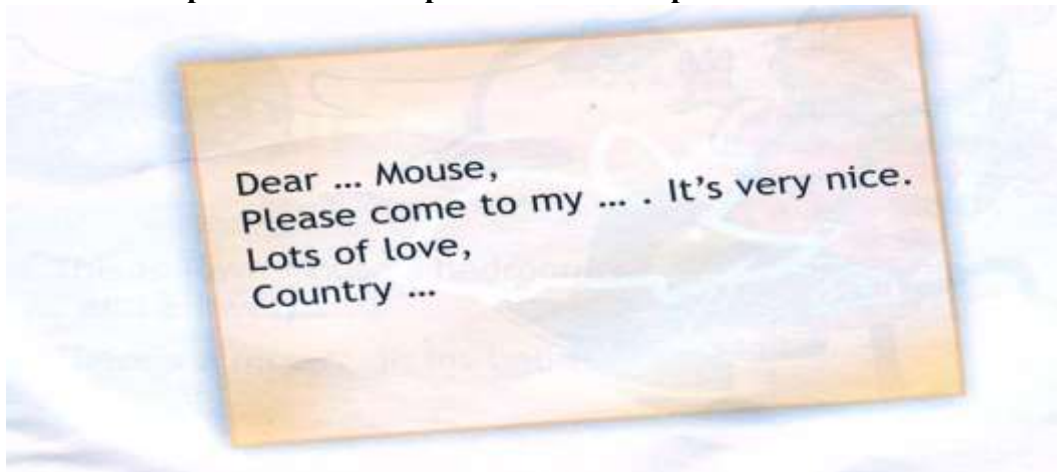 Dear ... Mouse,
Please come to my ... . It's very nice.
Lots of love,
Country ...